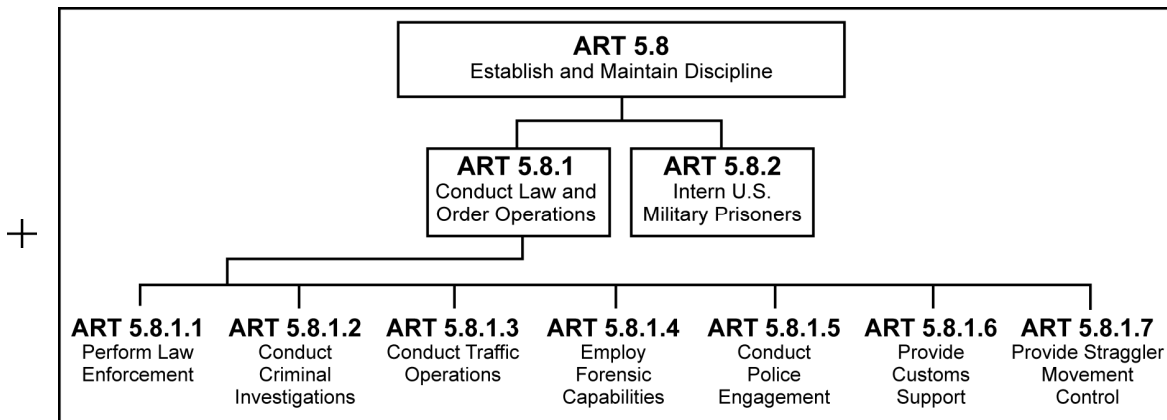 ART 5.8
Establish and Maintain Discipline
ART 5.8.1
Conduct Law and
Order Operations
ART 5.8.2
Intern U.S.
Military Prisoners
ART 5.8.1.1
Perform Law
Enforcement
ART 5.8.1.2
Conduct
Criminal
Investigations
ART 5.8.1.3
Conduct Traffic
Operations
ART 5.8.1.4
Employ
Forensic
Capabilities
ART 5.8.1.5
Conduct
Police
Engagement
ART 5.8.1.6
Provide
Customs
Support
ART 5.8.1.7
Provide Straggler
Movement
Control